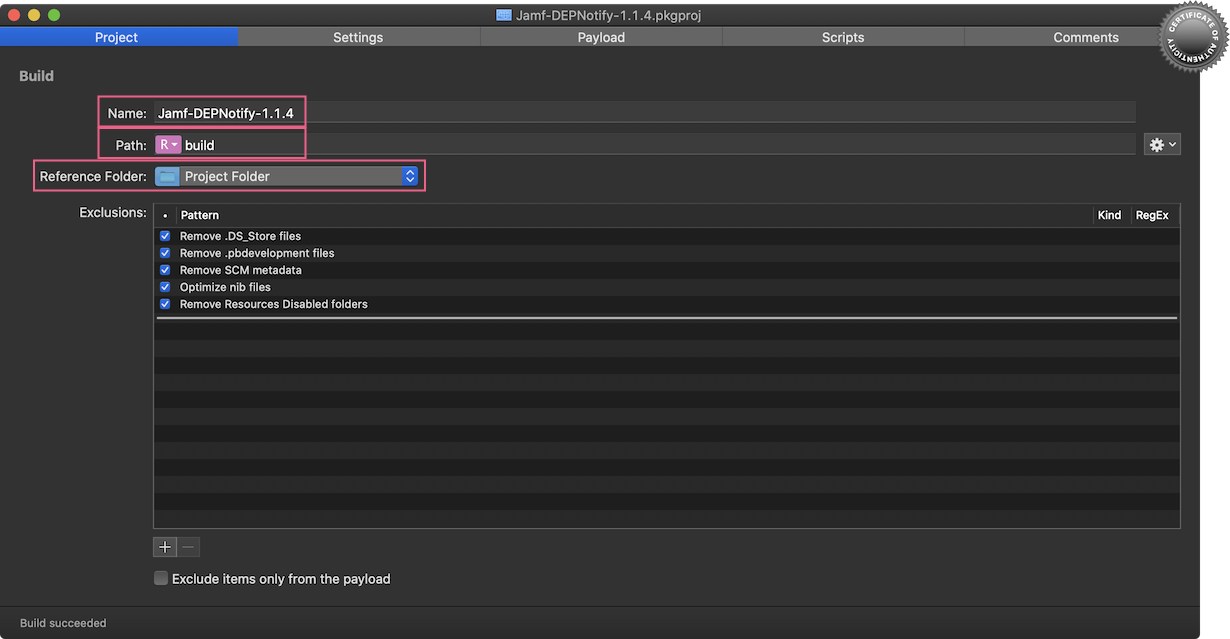 Jamf-DEPNotify-1.1.4.pkgproj
CERTIFICATE OF AUTHENTICITY
Project Settings Payload Scripts Comments
Build
Name: Jamf-DEPNotify-1.1.4
Path: R build
Reference Folder: Project Folder
Exclusions:
Pattern Kind RegEx
Remove .DS_Store files
Remove .pbdevelopment files
Remove SCM metadata
Optimize nib files
Remove Resources Disabled folders
Exclude items only from the payload
Build succeeded